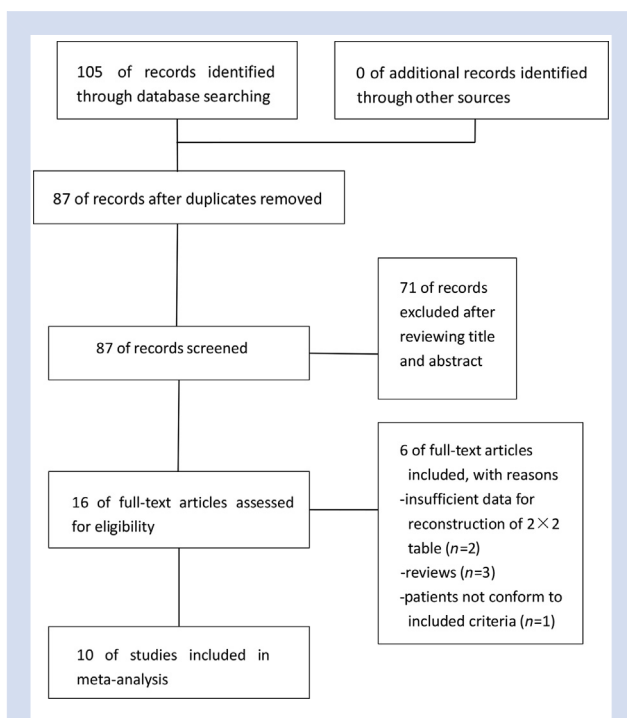 105 of records identified
through database searching
0 of additional records identified
through other sources
87 of records after duplicates removed
71 of records
excluded after
reviewing title
and abstract
87 of records screened
6 of full-text articles
included, with reasons
-insufficient data for
reconstruction of 2×2
table (n=2)
-reviews (n=3)
-patients not conform to
included criteria (n=1)
16 of full-text articles assessed
for eligibility
10 of studies included in
meta-analysis